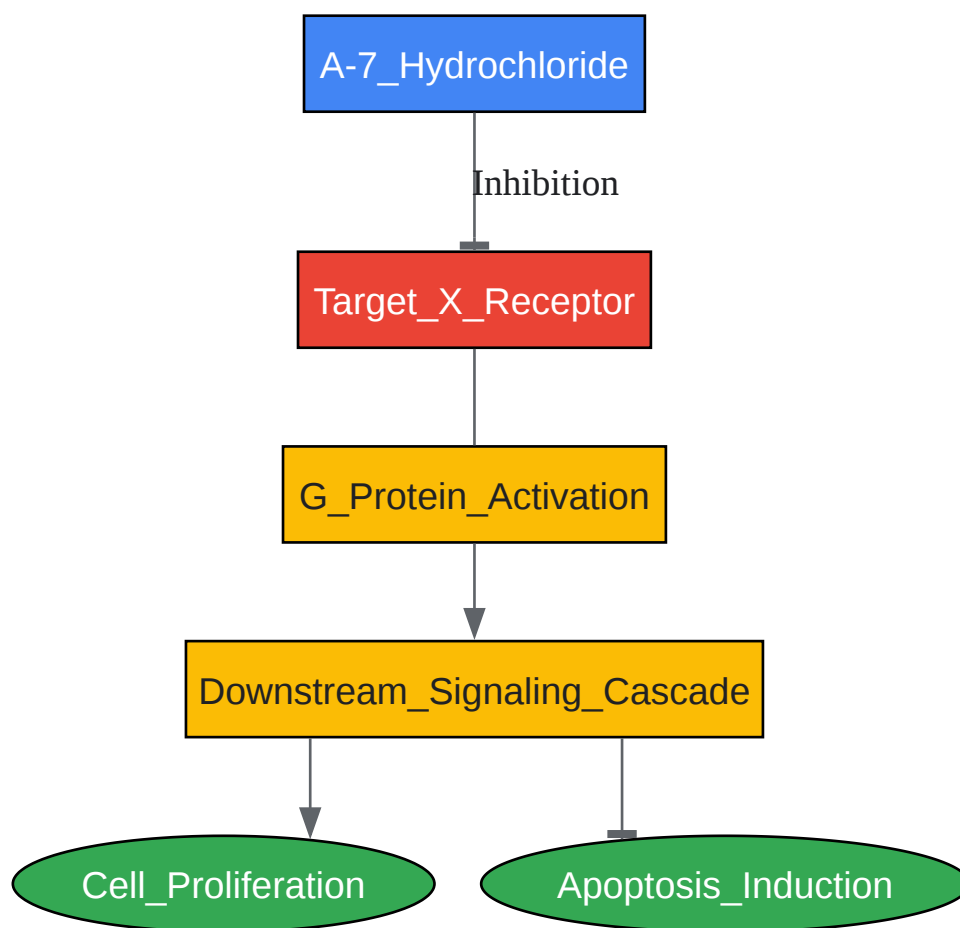 A-7_Hydrochloride
Inhibition
Target_X_Receptor
G_Protein_Activation
Downstream_Signaling_Cascade
Cell_Proliferation
Apoptosis_Induction